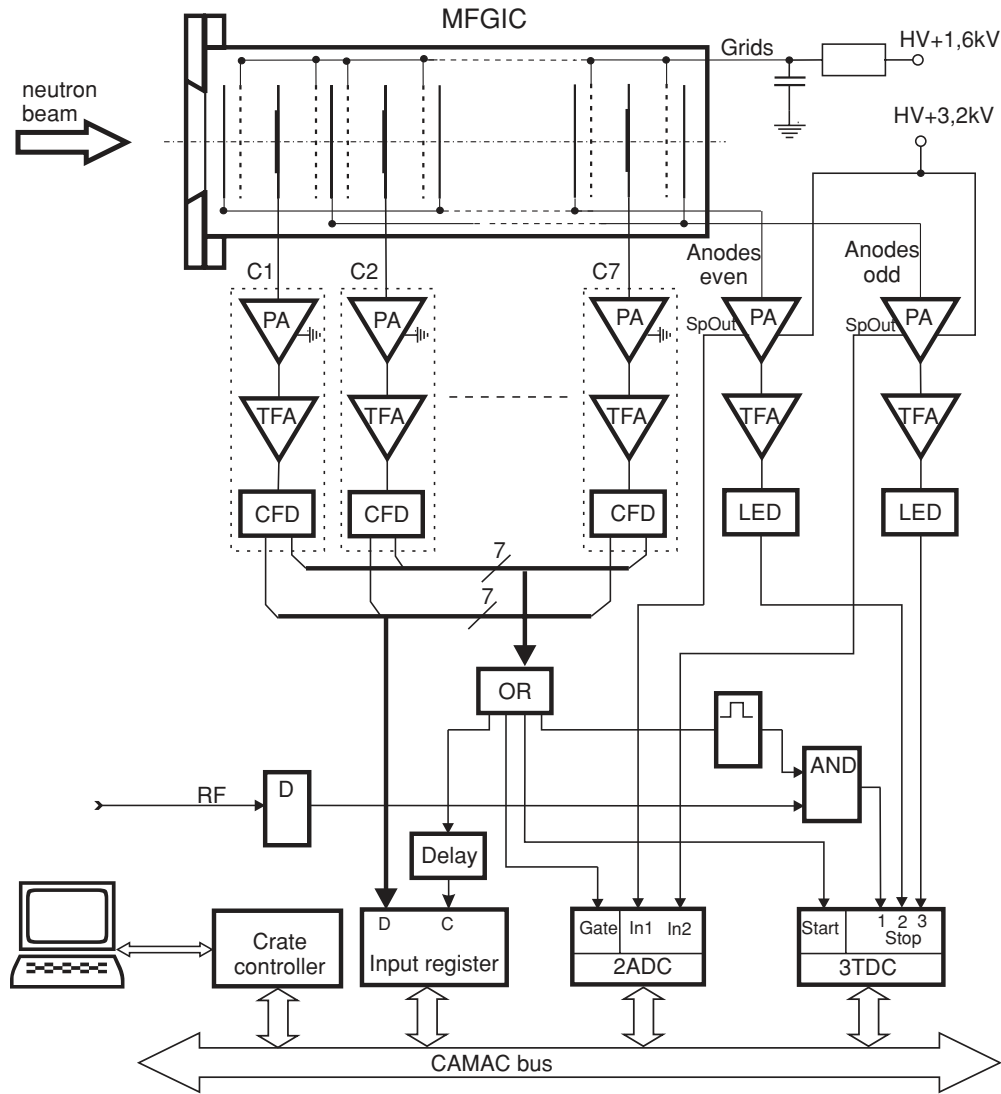 MFGIC
Grids
HV+1,6kV
neutron
beam
HV+3,2kV
C1
C2
C7
Anodes
even
Anodes
odd
PA
PA
PA
SpOut
PA
SpOut
PA
TFA
TFA
TFA
TFA
TFA
CFD
CFD
CFD
LED
LED
7
7
OR
RF
D
AND
Delay
D
C
Input register
Crate
controller
Gate
In1
In2
2ADC
Start
1 2 3
Stop
3TDC
CAMAC bus